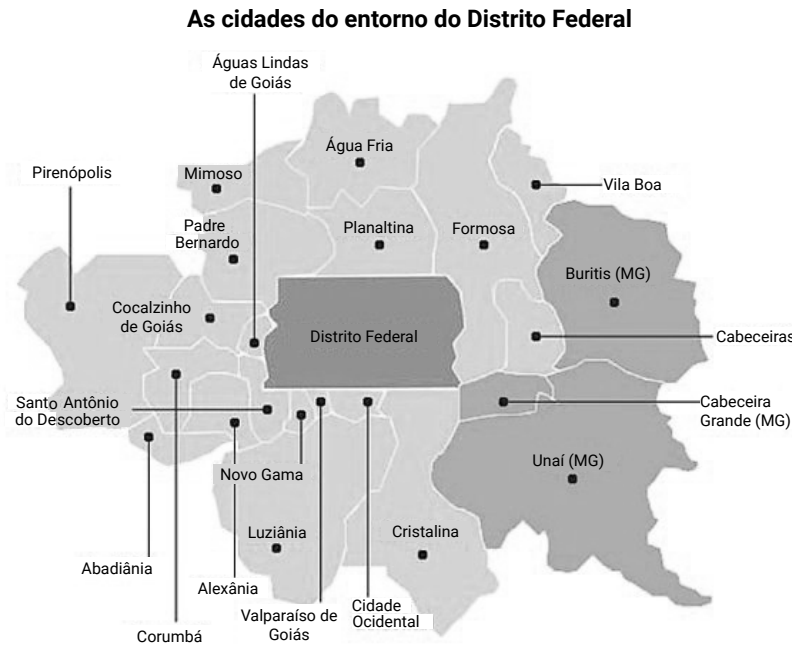 As cidades do entorno do Distrito Federal
Águas Lindas
de Goiás
Água Fria
Pirenópolis
Mimoso
Vila Boa
Padre
Bernardo
Planaltina
Formosa
Buritis (MG)
Cocalzinho
de Goiás
Distrito Federal
Cabeceiras
Santo Antônio
do Descoberto
Cabeceira
Grande (MG)
Novo Gama
Unaí (MG)
Luziânia
Cristalina
Abadiânia
Alexânia
Corumbá
Valparaíso de
Goiás
Cidade
Ocidental